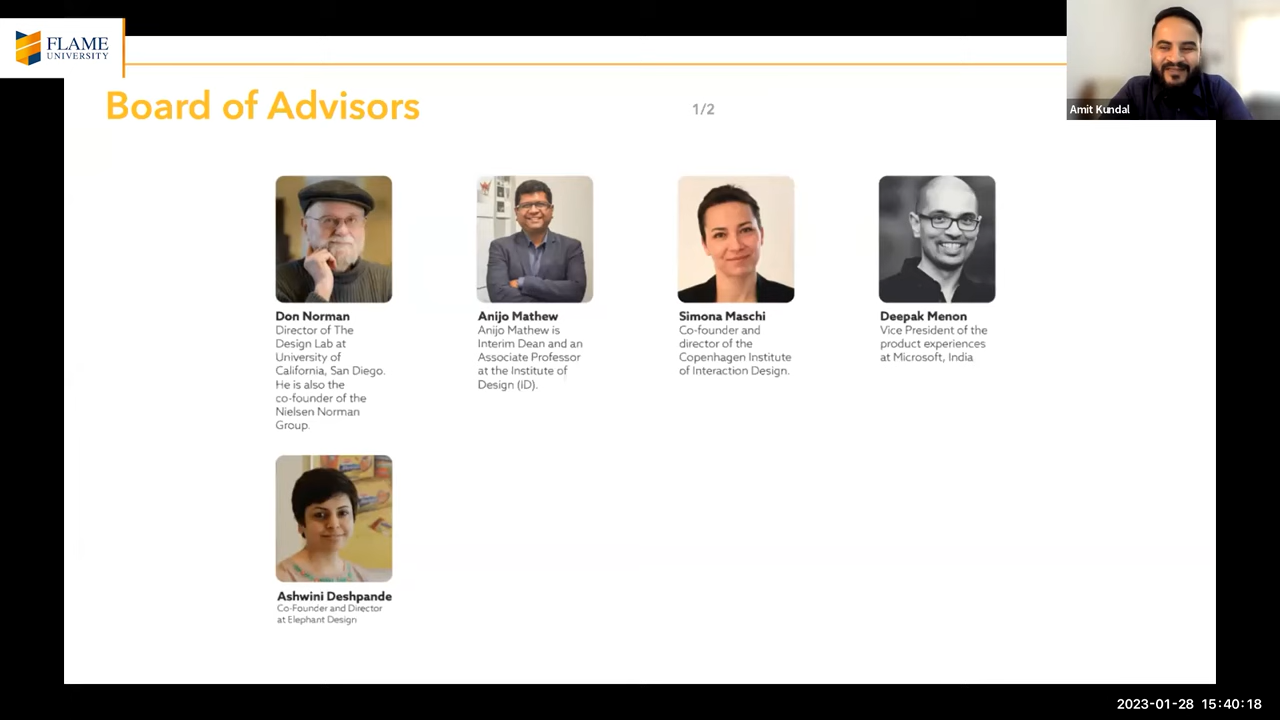 FLAME
UNIVERSITY
Board of Advisors
1/2
Amit Kundal
Don Norman
Director of The
Design Lab at
University of
California, San Diego.
He is also the
co-founder of the
Nielsen Norman
Group.
Anijo Mathew
Anijo Mathew is
Interim Dean and an
Associate Professor
at the Institute of
Design (ID).
Simona Maschi
Co-founder and
director of the
Copenhagen Institute
of Interaction Design.
Deepak Menon
Vice President of the
product experiences
at Microsoft, India
Ashwini Deshpande
Co-Founder and Director
at Elephant Design
2023-01-28 15:40:18